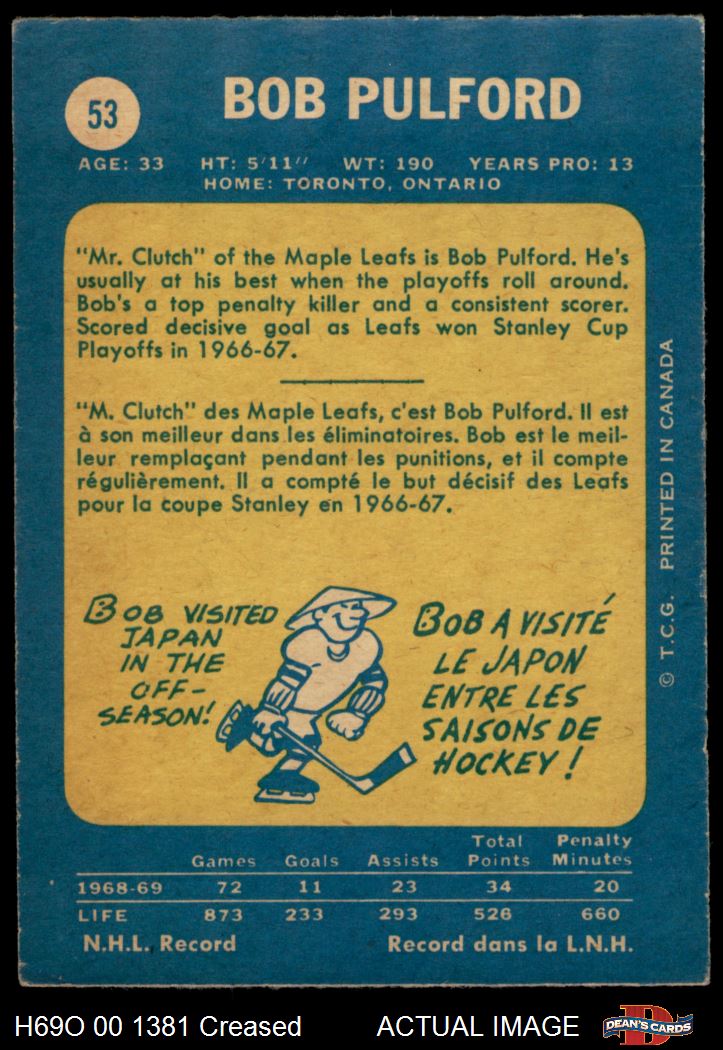 53
BOB PULFORD
AGE: 33 HT: 5'11" WT: 190 YEARS PRO: 13
HOME: TORONTO, ONTARIO
"Mr. Clutch" of the Maple Leafs is Bob Pulford. He's
usually at his best when the playoffs roll around.
Bob's a top penalty killer and a consistent scorer.
Scored decisive goal as Leafs won Stanley Cup
Playoffs in 1966-67.
"M. Clutch" des Maple Leafs, c'est Bob Pulford. Il est
à son meilleur dans les éliminatoires. Bob est le meil-
leur remplaçant pendant les punitions, et il compte
régulièrement. Il a compté le but décisif des Leafs
pour la coupe Stanley en 1966-67.
BOB VISITED
JAPAN
IN THE
OFF-
SEASON!
BOB A VISITÉ
LE JAPON
ENTRE LES
SAISONS DE
HOCKEY!
© T.C.G. PRINTED IN CANADA
Games Goals Assists Total Points Penalty Minutes
1968-69 72 11 23 34 20
LIFE 873 233 293 526 660
N.H.L. Record Record dans la L.N.H.
H69O 00 1381 Creased ACTUAL IMAGE
D
DEAN'S CARDS